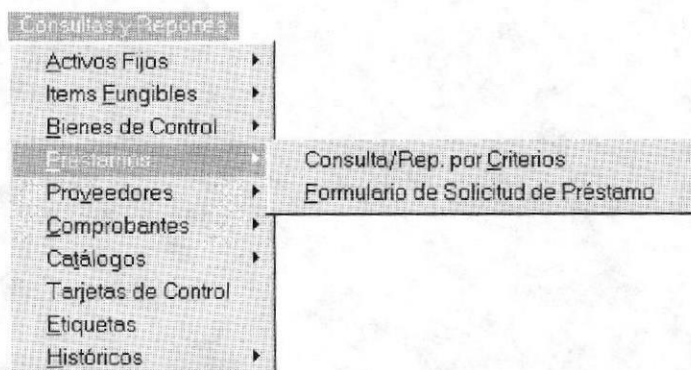 Consultas y Repores
Activos Fijos
Items Fungibles
Bienes de Control
Préstamos
Consulta/Rep. por Criterios
Proveedores
Formulario de Solicitud de Préstamo
Comprobantes
Catálogos
Tarjetas de Control
Etiquetas
Históricos